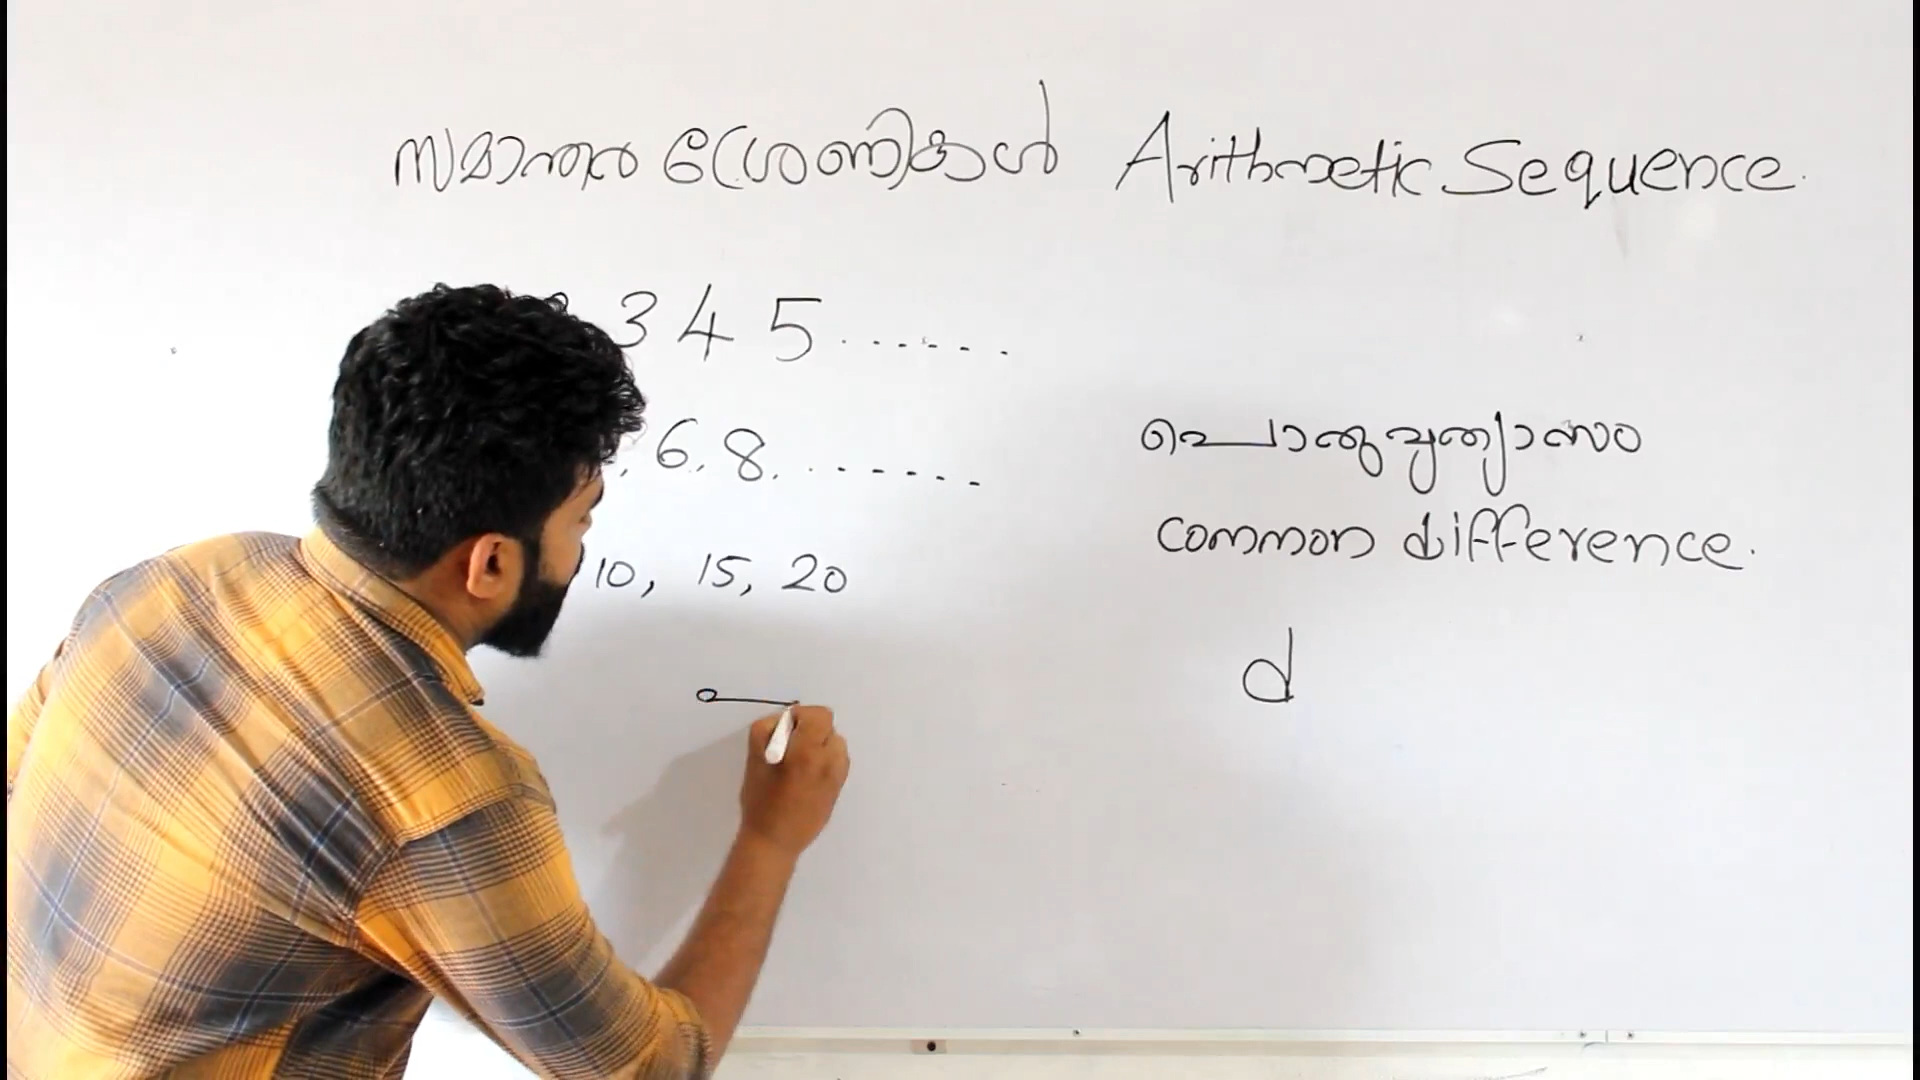 സമാന്തര ശ്രേണികൾ Arithmetic Sequence.
3 4 5 . . . . . .
, 6, 8, . . . . . . .
10, 15, 20
പൊതുവ്യത്യാസം
common difference.
d